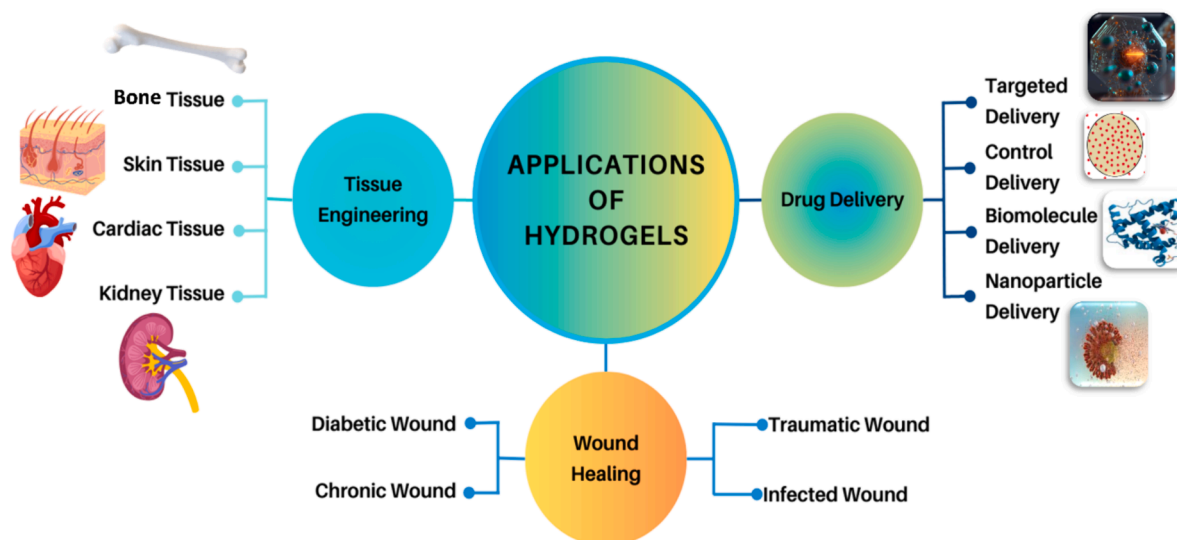 APPLICATIONS
OF
HYDROGELS
Tissue
Engineering
Bone Tissue
Skin Tissue
Cardiac Tissue
Kidney Tissue
Drug Delivery
Targeted
Delivery
Control
Delivery
Biomolecule
Delivery
Nanoparticle
Delivery
Wound
Healing
Diabetic Wound
Chronic Wound
Traumatic Wound
Infected Wound